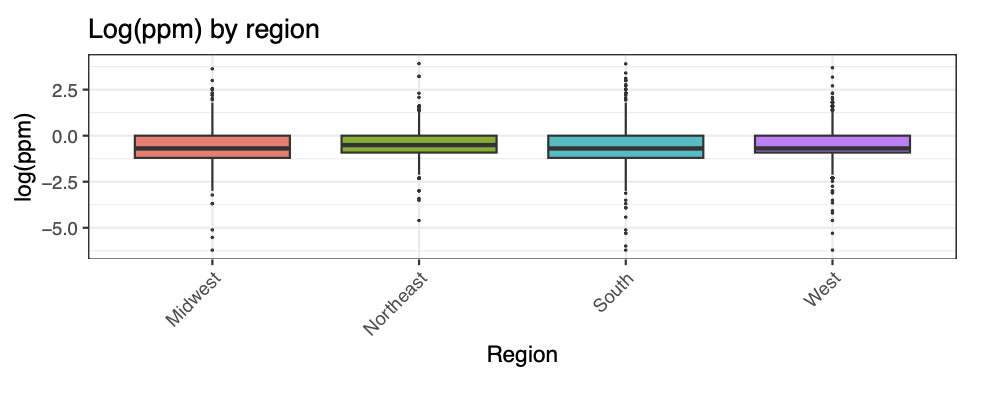 Log(ppm) by region
log(ppm)
2.5
0.0
−2.5
−5.0
Midwest
Northeast
South
West
Region